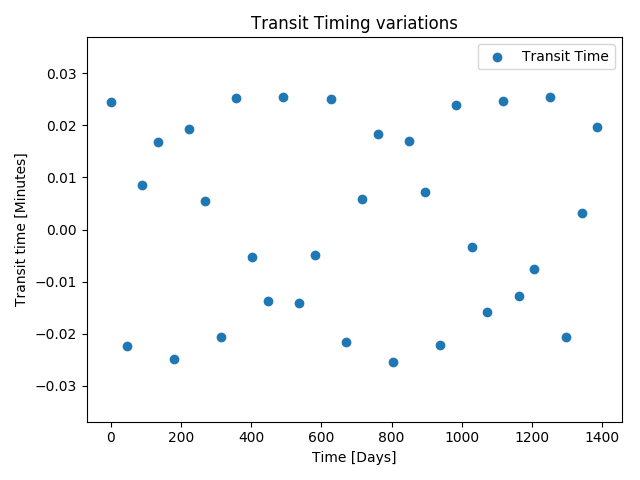 Transit Timing variations
Transit Time
0.03
0.02
0.01
0.00
−0.01
−0.02
−0.03
Transit time [Minutes]
0 200 400 600 800 1000 1200 1400
Time [Days]